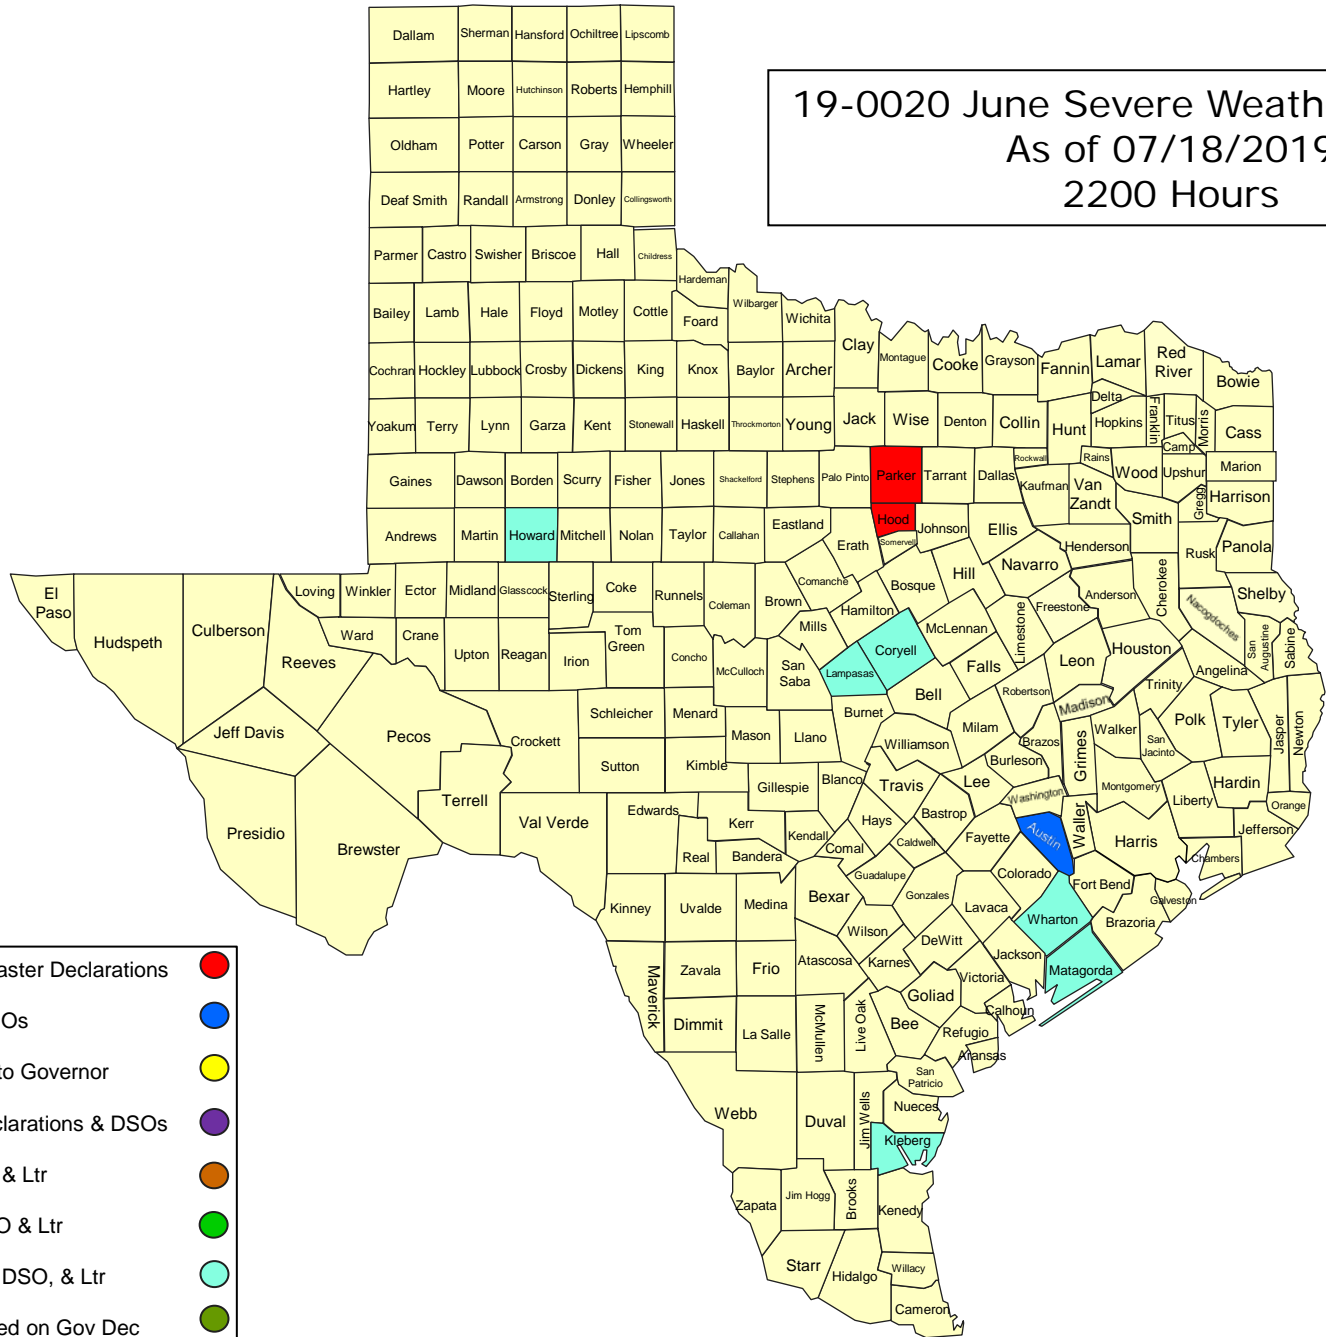 Dallam Sherman Hansford Ochiltree Lipscomb
Hartley Moore Hutchinson Roberts Hemphill
19-0020 June Severe Weath
As of 07/18/2019
2200 Hours
Oldham Potter Carson Gray Wheeler
Deaf Smith Randall Armstrong Donley Collingsworth
Parmer Castro Swisher Briscoe Hall Childress
Hardeman
Wilbarger
Bailey Lamb Hale Floyd Motley Cottle Foard Wichita
Clay Montague Cooke Grayson Fannin Lamar Red
River
Bowie
Cochran Hockley Lubbock Crosby Dickens King Knox Baylor Archer
Delta
Yoakum Terry Lynn Garza Kent Stonewall Haskell Throckmorton Young Jack Wise Denton Collin Hunt Hopkins Franklin Titus Morris Cass
Camp
Rockwall Rains
Gaines Dawson Borden Scurry Fisher Jones Shackelford Stephens Palo Pinto Parker Tarrant Dallas Kaufman Van
Zandt
Wood Upshur Marion
Gregg Harrison
Andrews Martin Howard Mitchell Nolan Taylor Callahan Eastland Hood Johnson Ellis Smith
Erath Somervell Henderson Rusk Panola
El
Paso
Hudspeth Culberson Loving Winkler Ector Midland Glasscock Sterling Coke Runnels Coleman Brown Comanche Bosque Hill Navarro Anderson Cherokee Shelby
Hamilton Freestone Nacogdoches
Ward Crane Tom
Green
Mills McLennan Limestone San
Augustine
Sabine
Reeves Upton Reagan Irion Concho McCulloch San
Saba
Lampasas Coryell Falls Leon Houston Angelina
Bell Robertson Trinity
Jeff Davis Pecos Crockett Schleicher Menard Mason Llano Burnet Milam Madison Walker San
Jacinto
Polk Tyler Jasper Newton
Williamson Brazos Grimes
Sutton Kimble Gillespie Blanco Travis Lee Burleson Montgomery Liberty Hardin
Terrell Washington Orange
Presidio Brewster Val Verde Edwards Kerr Kendall Hays Bastrop Fayette Austin Waller Harris Jefferson
Comal Caldwell Chambers
Real Bandera Guadalupe Colorado Fort Bend Galveston
Kinney Uvalde Medina Bexar Gonzales Lavaca Wharton Brazoria
Wilson DeWitt Jackson
Maverick Zavala Frio Atascosa Karnes Victoria Matagorda
Goliad Calhoun
Dimmit La Salle McMullen Live Oak Bee Refugio
Aransas
San
Patricio
Webb Duval Jim Wells Nueces
Kleberg
Zapata Jim Hogg Brooks Kenedy
Starr Hidalgo Willacy
Cameron
aster Declarations
Os
to Governor
clarations & DSOs
& Ltr
O & Ltr
DSO, & Ltr
ed on Gov Dec